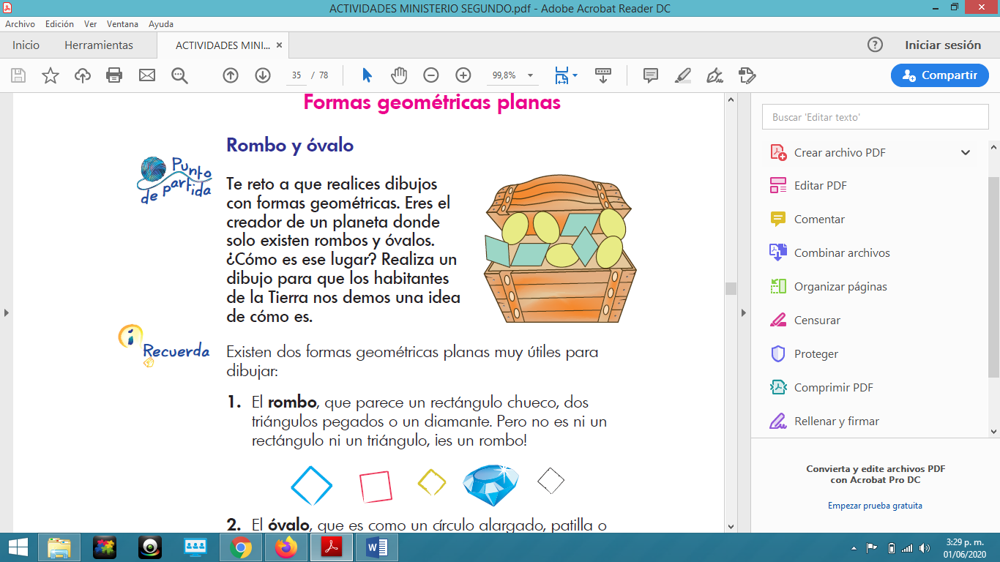 ACTIVIDADES MINISTERIO SEGUNDO.pdf - Adobe Acrobat Reader DC
Archivo Edición Ver Ventana Ayuda
Inicio Herramientas ACTIVIDADES MINI... × Iniciar sesión
35 / 78 99,8% Compartir
Formas geométricas planas
Rombo y óvalo
Punto
de partida
Te reto a que realices dibujos
con formas geométricas. Eres el
creador de un planeta donde
solo existen rombos y óvalos.
¿Cómo es ese lugar? Realiza un
dibujo para que los habitantes
de la Tierra nos demos una idea
de cómo es.
Recuerda
Existen dos formas geométricas planas muy útiles para
dibujar:
1. El rombo, que parece un rectángulo chueco, dos
triángulos pegados o un diamante. Pero no es ni un
rectángulo ni un triángulo, ¡es un rombo!
2. El óvalo, que es como un círculo alargado, patilla o
Buscar 'Editar texto'
Crear archivo PDF
Editar PDF
Comentar
Combinar archivos
Organizar páginas
Censurar
Proteger
Comprimir PDF
Rellenar y firmar
Convierta y edite archivos PDF
con Acrobat Pro DC
Empezar prueba gratuita
3:29 p. m.
01/06/2020